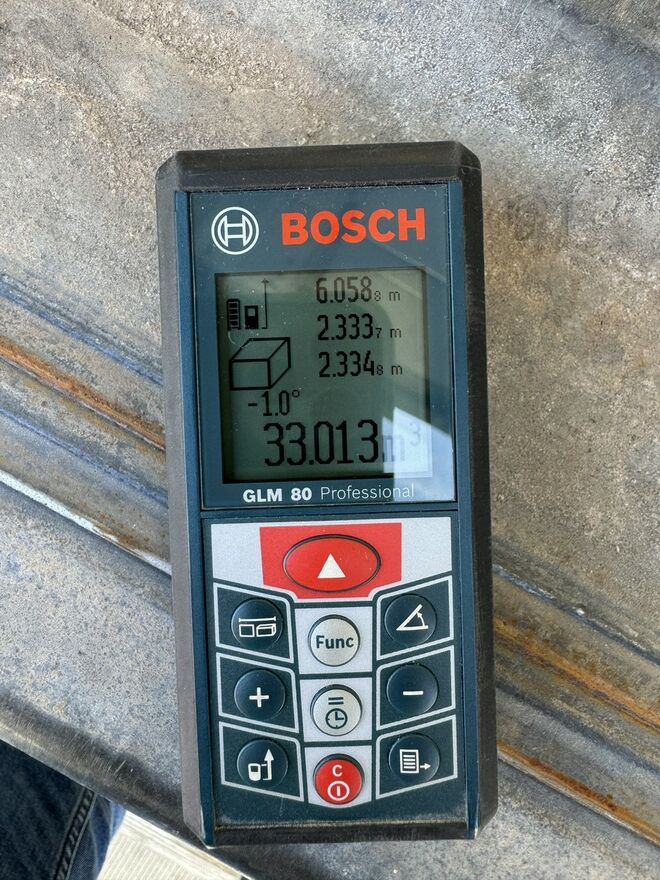 BOSCH
6.058₈ m
2.333₇ m
2.334₈ m
-1.0°
33.013m³
GLM 80 Professional
Func
+
=
-
C